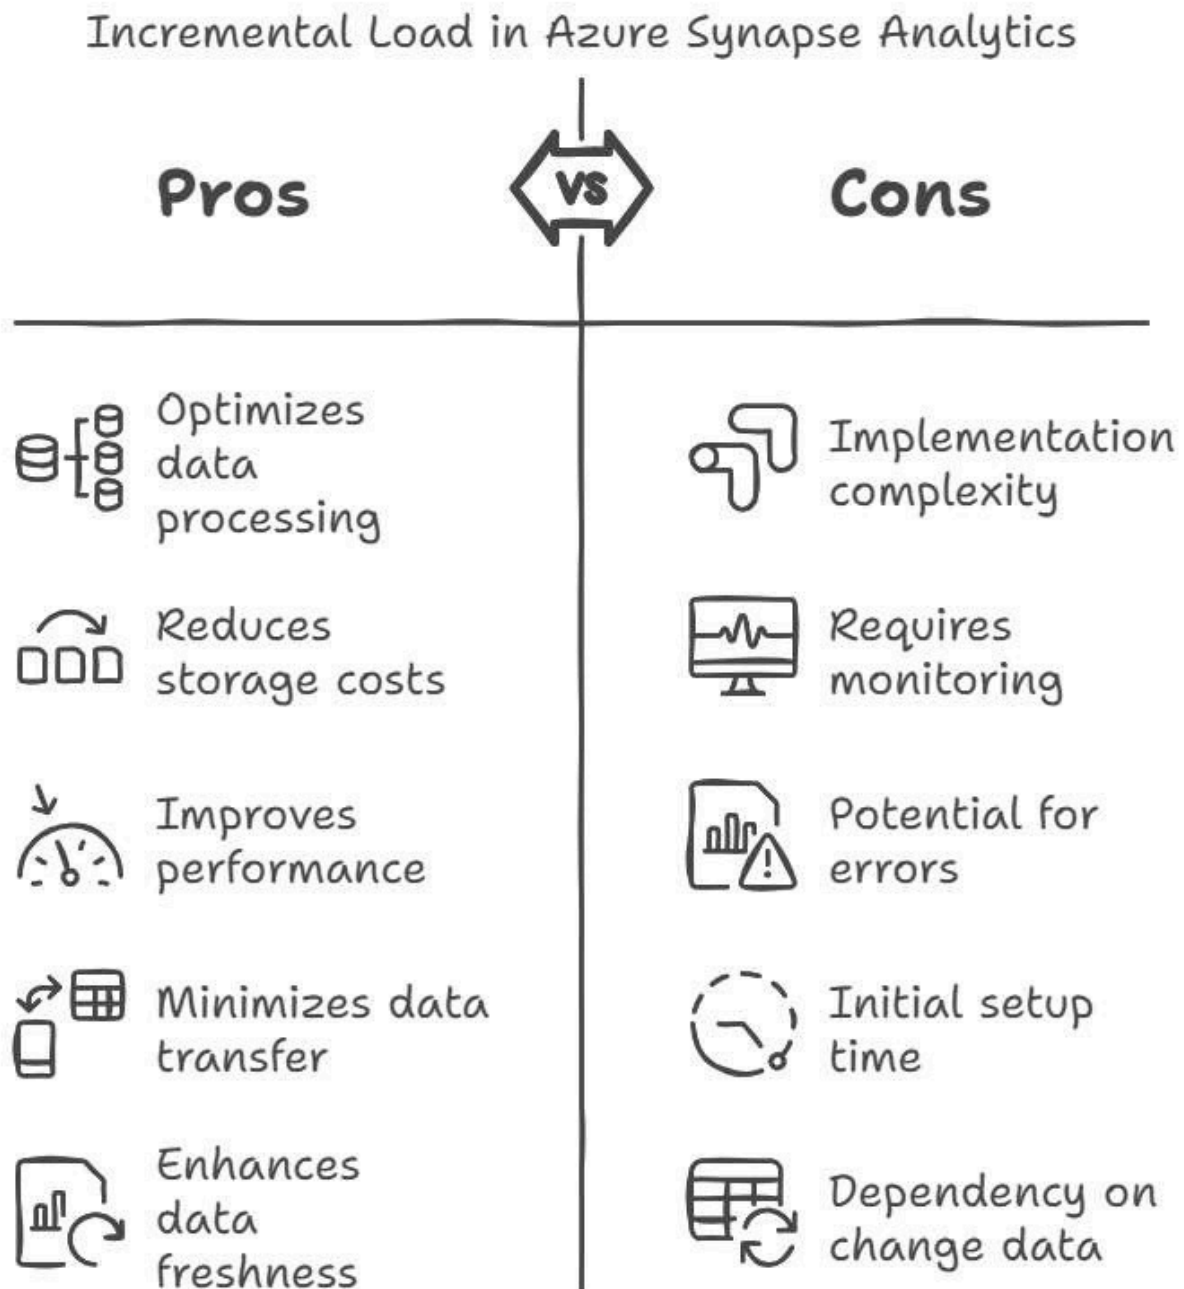 Incremental Load in Azure Synapse Analytics
Pros
VS
Cons
Optimizes
data
processing
Reduces
storage costs
Improves
performance
Minimizes data
transfer
Enhances
data
freshness
Implementation
complexity
Requires
monitoring
Potential for
errors
Initial setup
time
Dependency on
change data